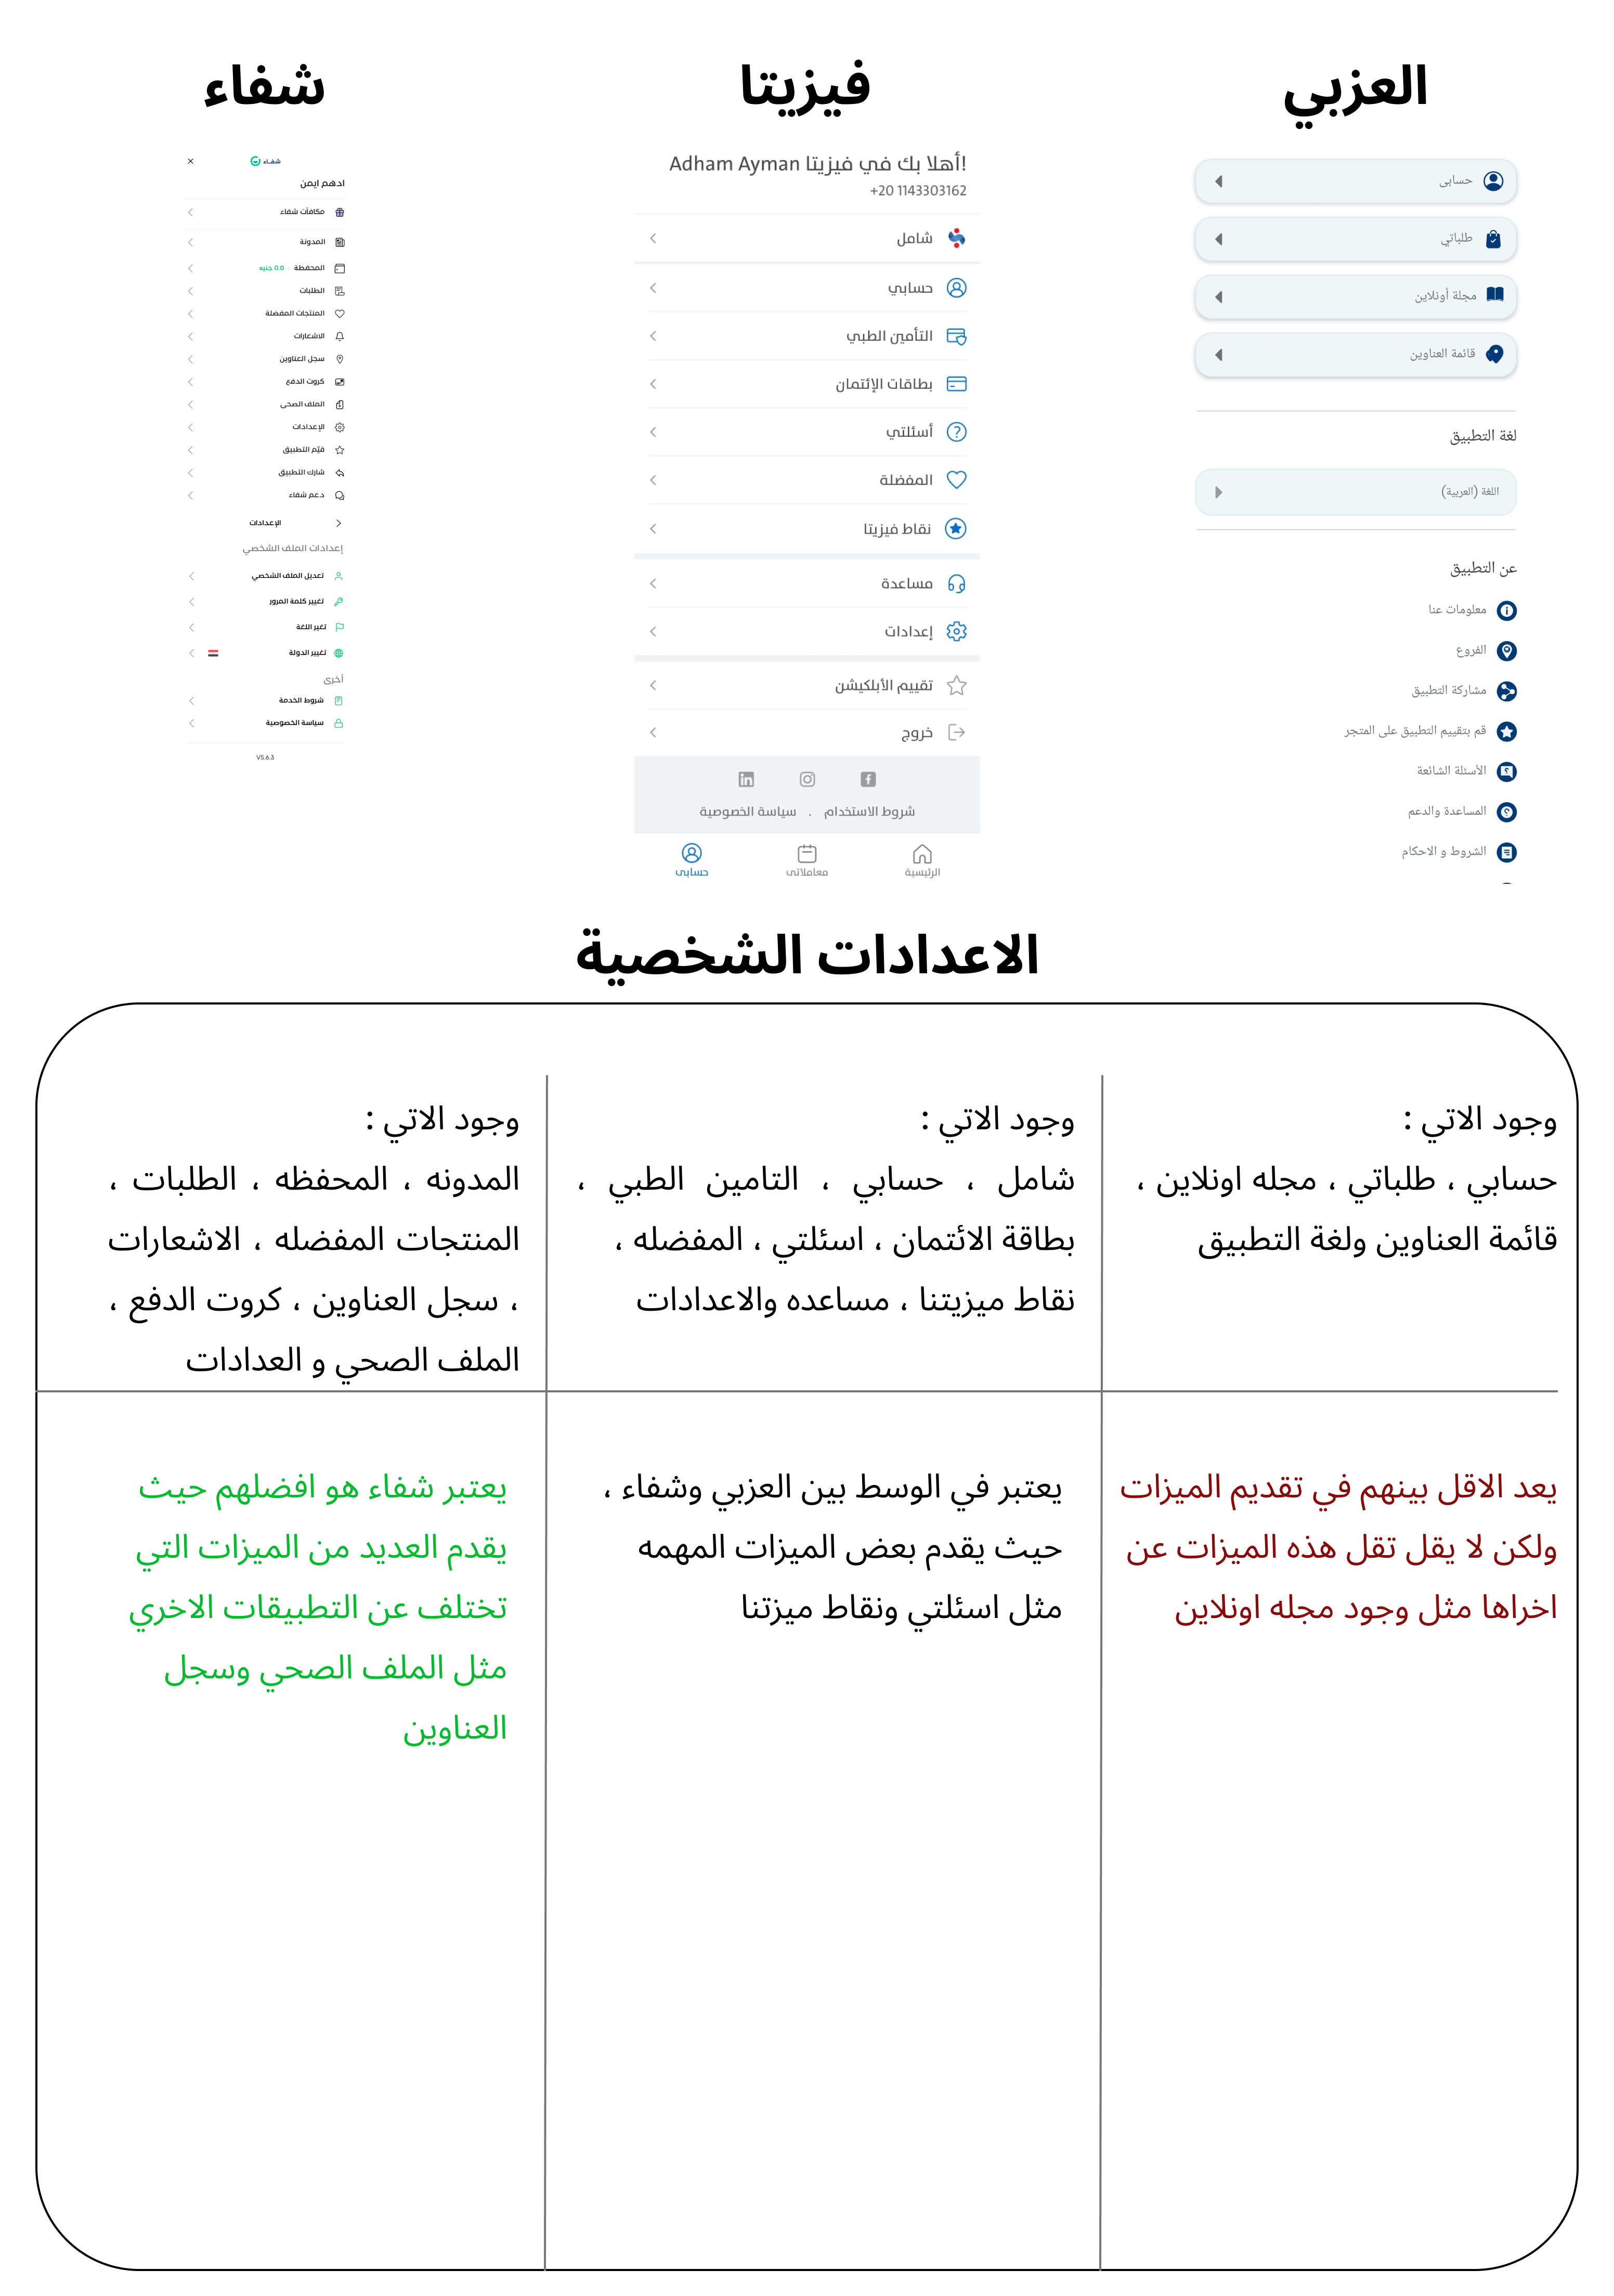 العزبي
فيزيتا
شفاء
حسابى
طلباتي
مجلة أونلاين
قائمة العناوين
لغة التطبيق
اللغة (العربية)
عن التطبيق
معلومات عنا
الفروع
مشاركة التطبيق
قم بتقييم التطبيق على المتجر
الأسئلة الشائعة
المساعدة والدعم
الشروط و الاحكام
أهلا بك في فيزيتا Adham Ayman!
+20 1143303162
شامل
حسابي
التأمين الطبي
بطاقات الإئتمان
أسئلتي
المفضلة
نقاط فيزيتا
مساعدة
إعدادات
تقييم الأبلكيشن
خروج
شروط الاستخدام . سياسة الخصوصية
الرئيسية
معاملاتى
حسابى
شفاء
ادهم ايمن
مكافآت شفاء
المدونة
المحفظة - 0.0 جنيه
الطلبات
المنتجات المفضلة
الاشعارات
سجل العناوين
كروت الدفع
الملف الصحى
الإعدادات
قيّم التطبيق
شارك التطبيق
دعم شفاء
الإعدادات
إعدادات الملف الشخصي
تعديل الملف الشخصي
تغيير كلمة المرور
تغير اللغة
تغيير الدولة
أخرى
شروط الخدمة
سياسة الخصوصية
V5.6.3
الاعدادات الشخصية
وجود الاتي :
حسابي ، طلباتي ، مجله اونلاين ،
قائمة العناوين ولغة التطبيق
وجود الاتي :
شامل ، حسابي ، التامين الطبي ،
بطاقة الائتمان ، اسئلتي ، المفضله ،
نقاط ميزيتنا ، مساعده والاعدادات
وجود الاتي :
المدونه ، المحفظه ، الطلبات ،
المنتجات المفضله ، الاشعارات
، سجل العناوين ، كروت الدفع ،
الملف الصحي و العدادات
يعد الاقل بينهم في تقديم الميزات
ولكن لا يقل تقل هذه الميزات عن
اخراها مثل وجود مجله اونلاين
يعتبر في الوسط بين العزبي وشفاء ،
حيث يقدم بعض الميزات المهمه
مثل اسئلتي ونقاط ميزتنا
يعتبر شفاء هو افضلهم حيث
يقدم العديد من الميزات التي
تختلف عن التطبيقات الاخري
مثل الملف الصحي وسجل
العناوين